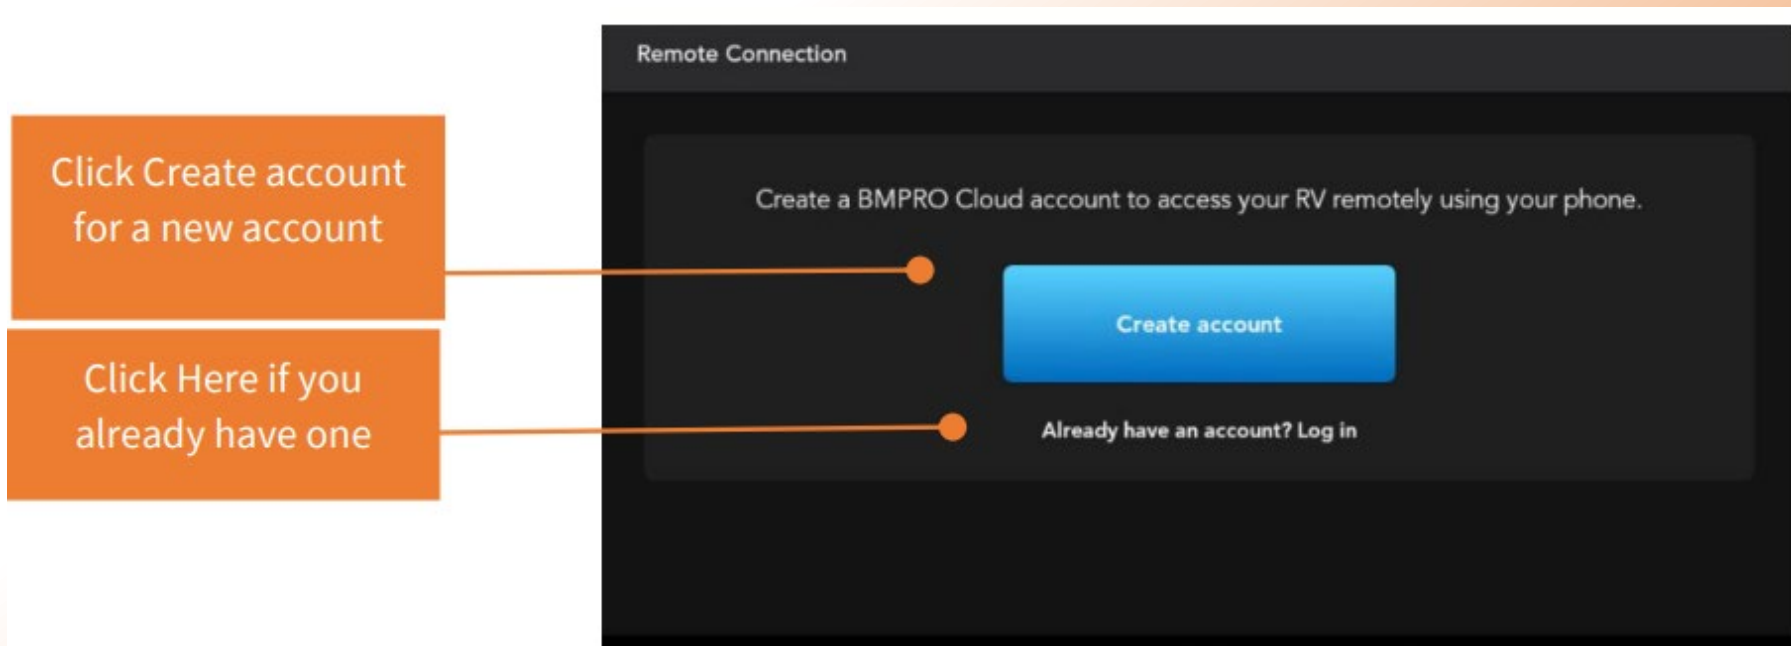 Remote Connection
Click Create account
for a new account
Create a BMPRO Cloud account to access your RV remotely using your phone.
Create account
Click Here if you
already have one
Already have an account? Log in